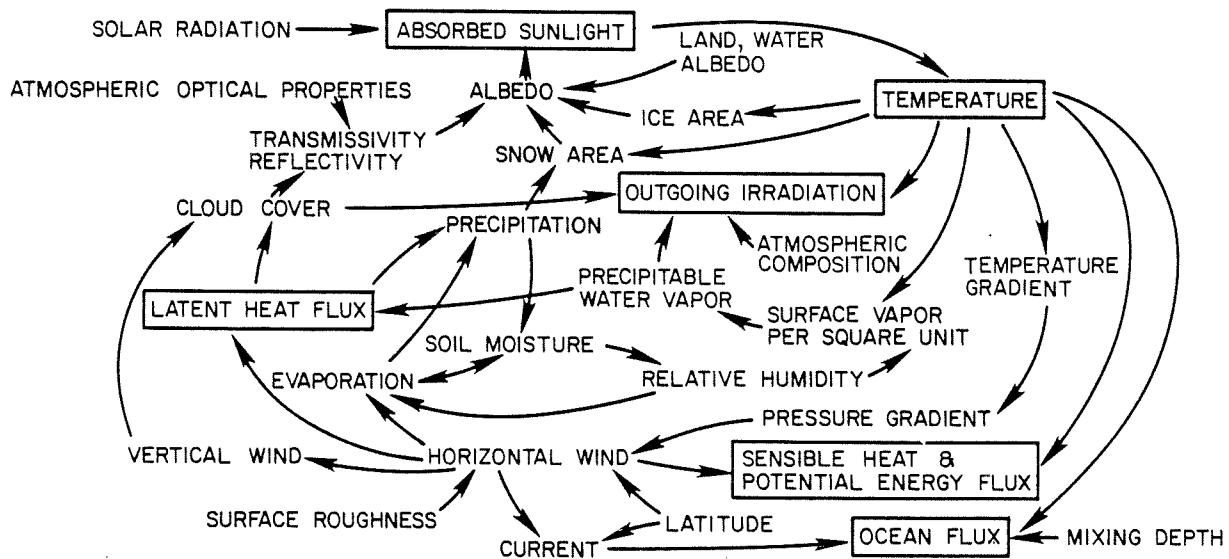 SOLAR RADIATION
ABSORBED SUNLIGHT
LAND, WATER
ALBEDO
ATMOSPHERIC OPTICAL PROPERTIES
ALBEDO
TEMPERATURE
ICE AREA
TRANSMISSIVITY
REFLECTIVITY
SNOW AREA
OUTGOING IRRADIATION
CLOUD COVER
PRECIPITATION
ATMOSPHERIC
COMPOSITION
TEMPERATURE
GRADIENT
PRECIPITABLE
WATER VAPOR
LATENT HEAT FLUX
SURFACE VAPOR
PER SQUARE UNIT
SOIL MOISTURE
EVAPORATION
RELATIVE HUMIDITY
PRESSURE GRADIENT
VERTICAL WIND
HORIZONTAL WIND
SENSIBLE HEAT &
POTENTIAL ENERGY FLUX
SURFACE ROUGHNESS
LATITUDE
CURRENT
OCEAN FLUX
MIXING DEPTH